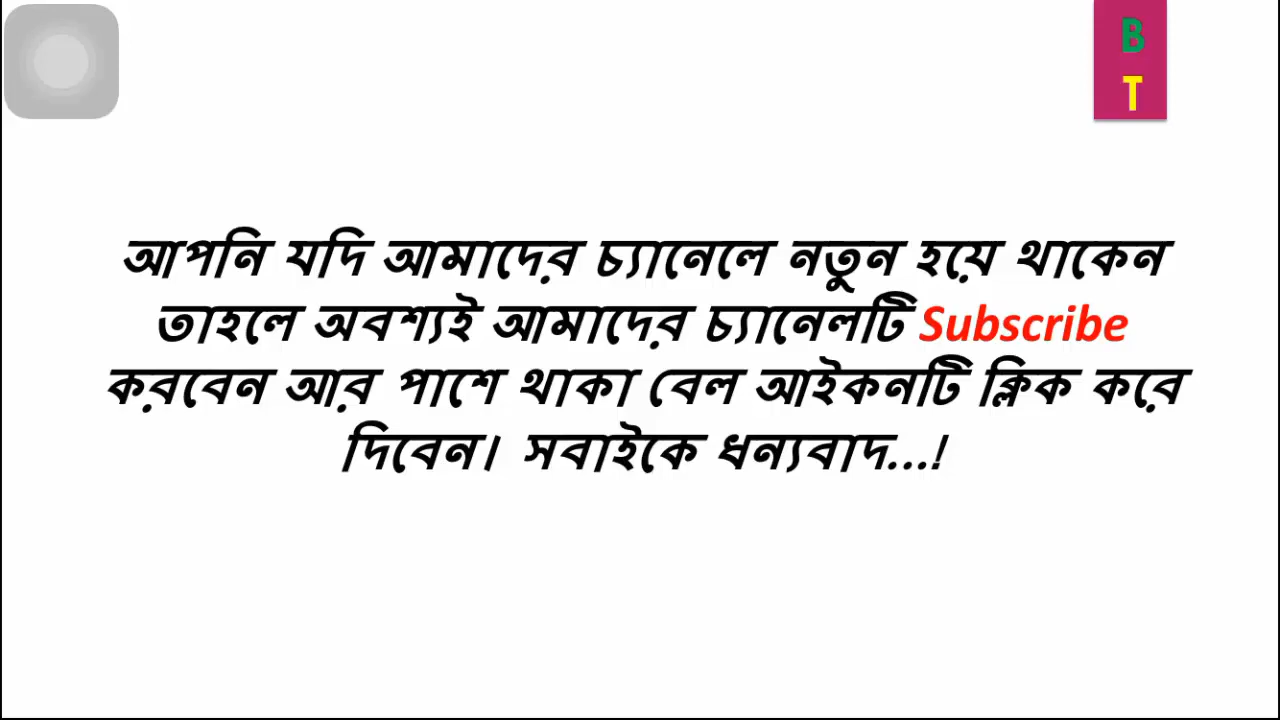 B
T
আপনি যদি আমাদের চ্যানেলে নতুন হয়ে থাকেন
তাহলে অবশ্যই আমাদের চ্যানেলটি Subscribe
করবেন আর পাশে থাকা বেল আইকনটি ক্লিক করে
দিবেন। সবাইকে ধন্যবাদ...!